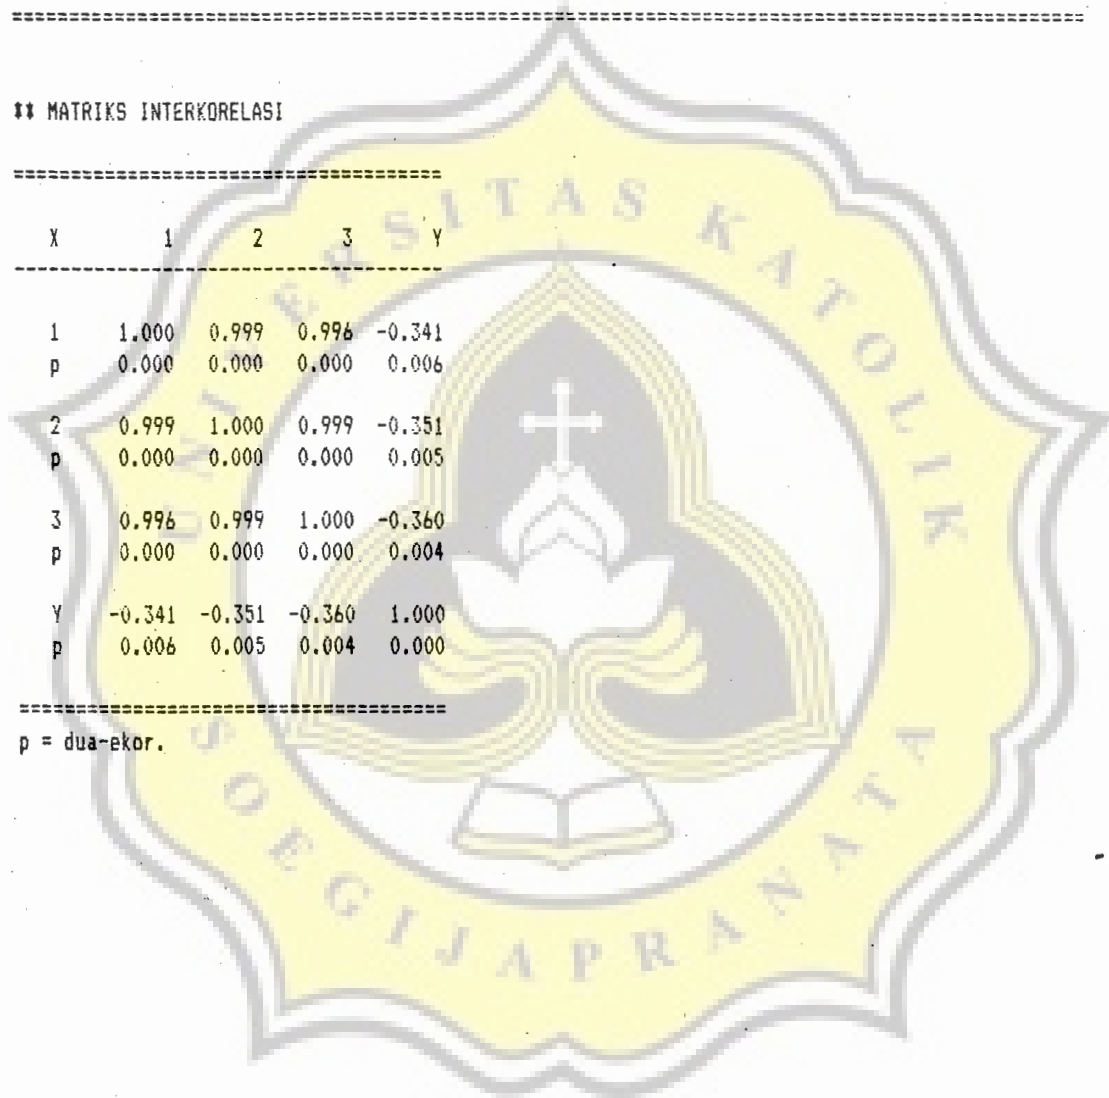 ** MATRIKS INTERKORELASI
X 1 2 3 Y
1 1.000 0.999 0.996 -0.341
p 0.000 0.000 0.000 0.006
2 0.999 1.000 0.999 -0.351
p 0.000 0.000 0.000 0.005
3 0.996 0.999 1.000 -0.360
p 0.000 0.000 0.000 0.004
Y -0.341 -0.351 -0.360 1.000
p 0.006 0.005 0.004 0.000
p = dua-ekor.
UNIVERSITAS KATOLIK
SOEGIJAPRANATA